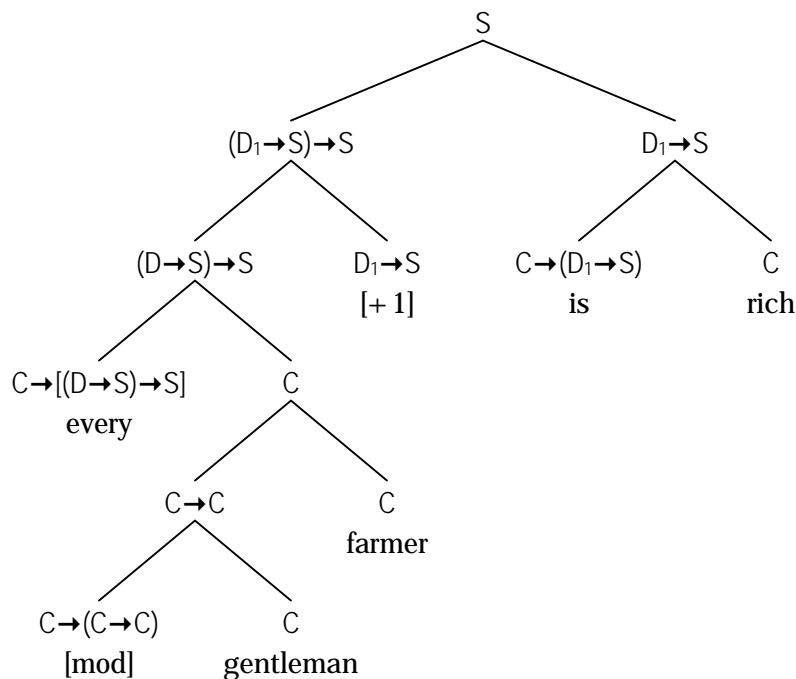 S
(D₁→S)→S D₁→S
(D→S)→S D₁→S C→(D₁→S) C
[+1] is rich
C→[(D→S)→S] C
every
C→C C
farmer
C→(C→C) C
[mod] gentleman